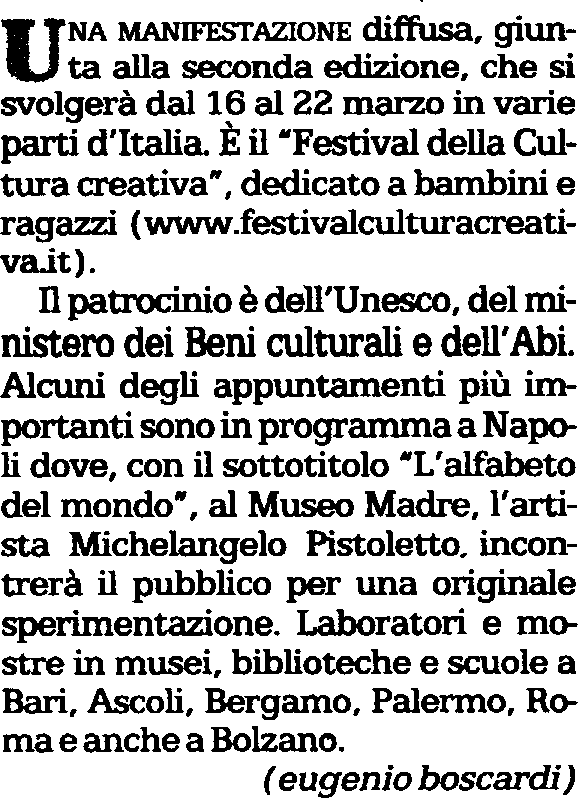 UNA MANIFESTAZIONE diffusa, giun-
ta alla seconda edizione, che si
svolgerà dal 16 al 22 marzo in varie
parti d'Italia. È il "Festival della Cul-
tura creativa", dedicato a bambini e
ragazzi (www.festivalculturacreati-
va.it).
Il patrocinio è dell'Unesco, del mi-
nistero dei Beni culturali e dell'Abi.
Alcuni degli appuntamenti più im-
portanti sono in programma a Napo-
li dove, con il sottotitolo "L'alfabeto
del mondo", al Museo Madre, l'arti-
sta Michelangelo Pistoletto, incon-
trerà il pubblico per una originale
sperimentazione. Laboratori e mo-
stre in musei, biblioteche e scuole a
Bari, Ascoli, Bergamo, Palermo, Ro-
ma e anche a Bolzano.
(eugenio boscardi)